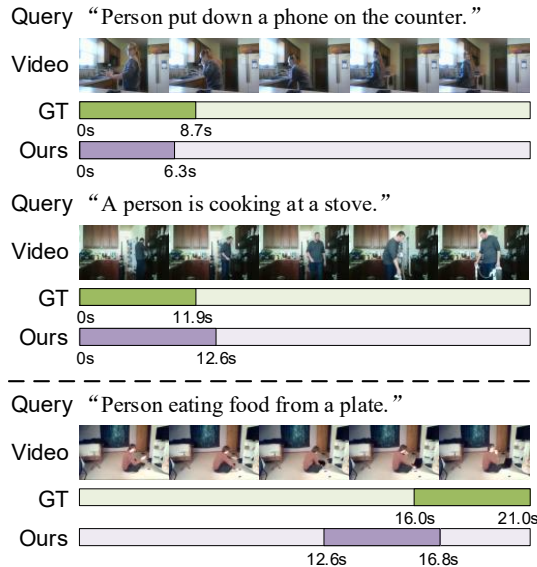 Query “Person put down a phone on the counter.”
Video
GT
0s 8.7s
Ours
0s 6.3s
Query “A person is cooking at a stove.”
Video
GT
0s 11.9s
Ours
0s 12.6s
Query “Person eating food from a plate.”
Video
GT
16.0s 21.0s
Ours
12.6s 16.8s